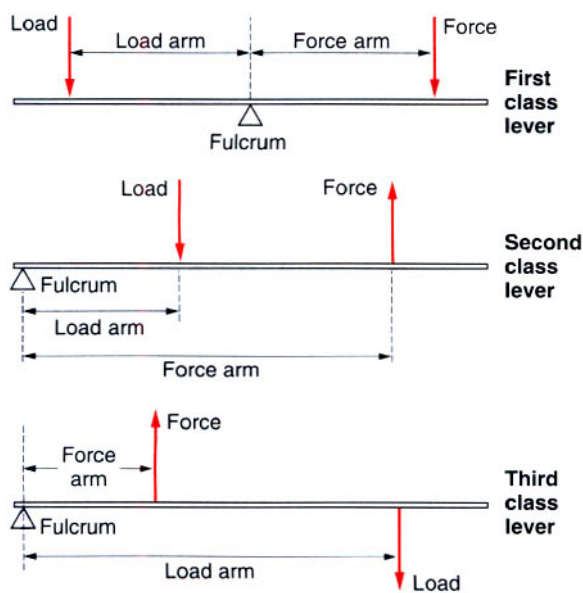 Load
Load arm
Force arm
Force
First
class
lever
Fulcrum
Load
Force
Second
class
lever
Fulcrum
Load arm
Force arm
Force
Force
arm
Third
class
lever
Fulcrum
Load arm
Load